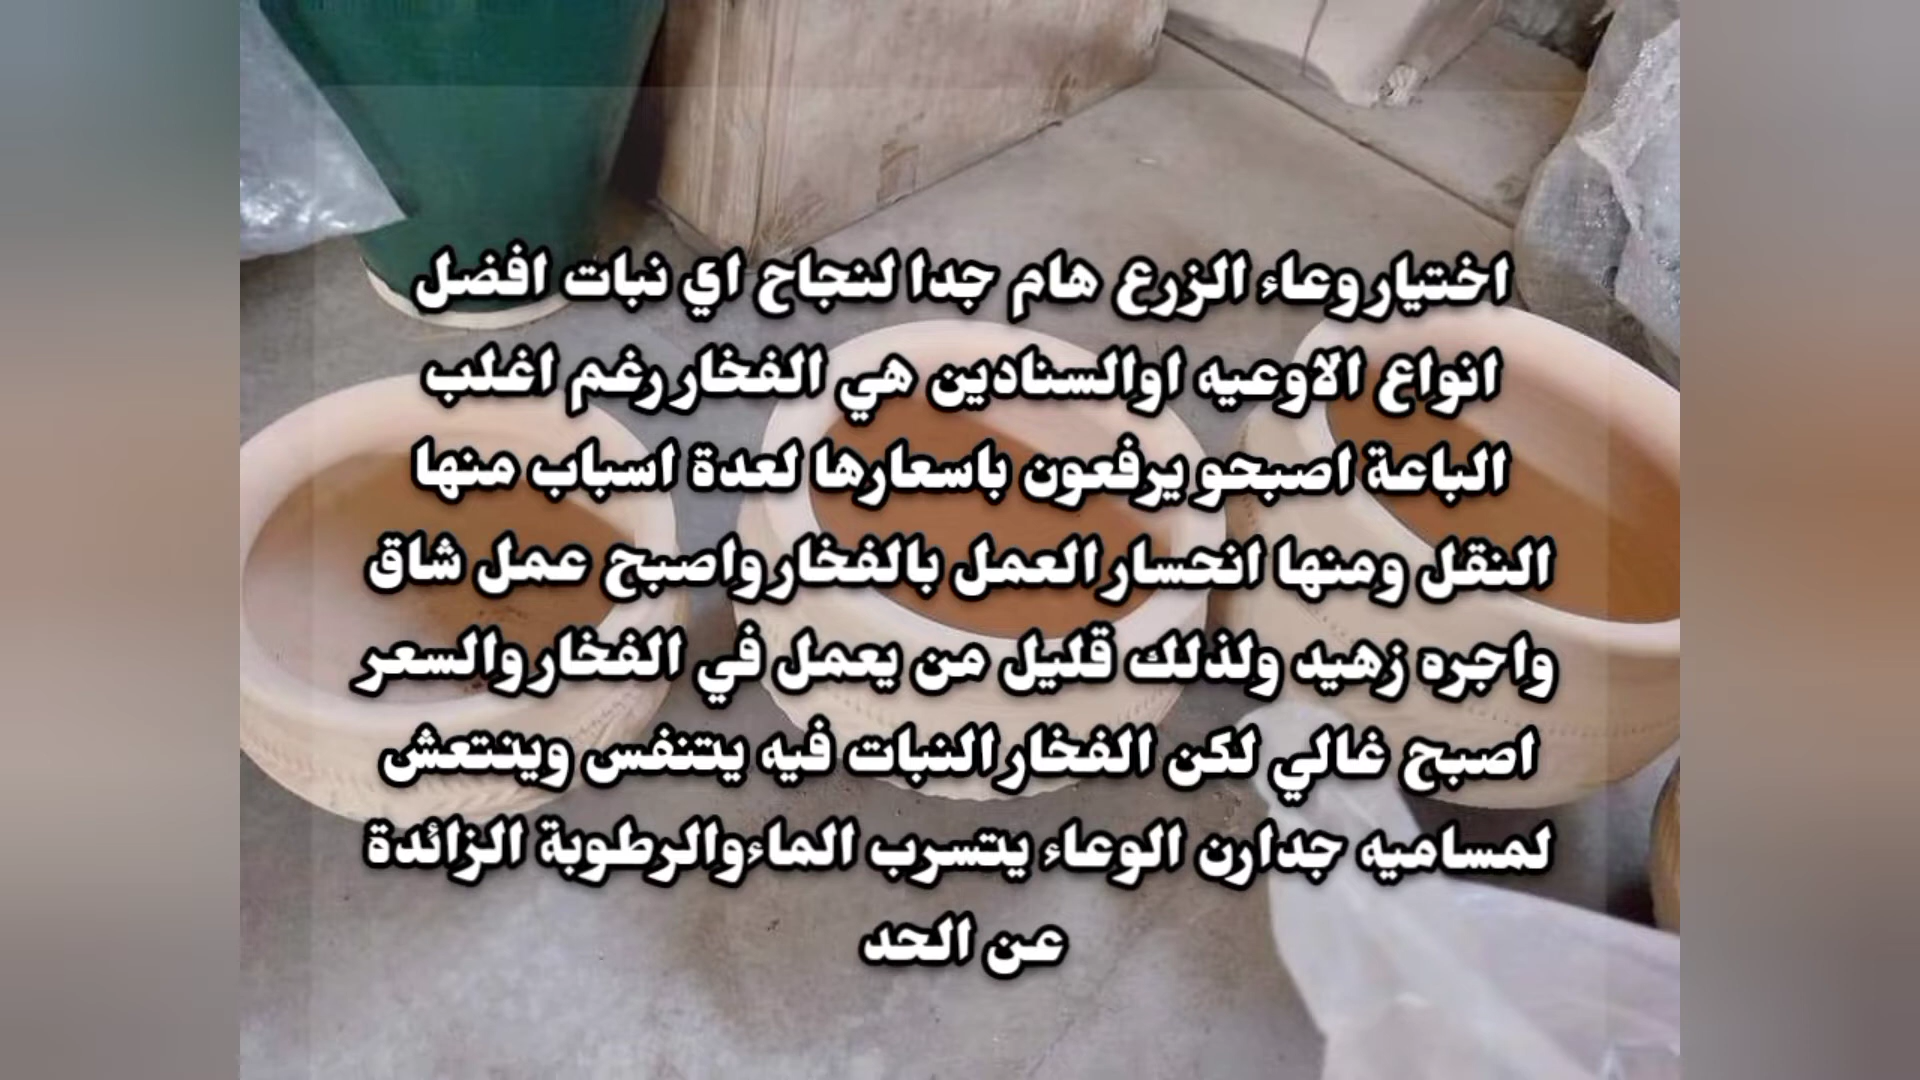 اختيار وعاء الزرع هام جدا لنجاح اي نبات افضل
انواع الاوعيه اوالسنادين هي الفخار رغم اغلب
الباعة اصبحو يرفعون باسعارها لعدة اسباب منها
النقل ومنها انحسار العمل بالفخار واصبح عمل شاق
واجره زهيد ولذلك قليل من يعمل في الفخار والسعر
اصبح غالي لكن الفخار النبات فيه يتنفس وينتعش
لمساميه جدارن الوعاء يتسرب الماء والرطوبة الزائدة
عن الحد